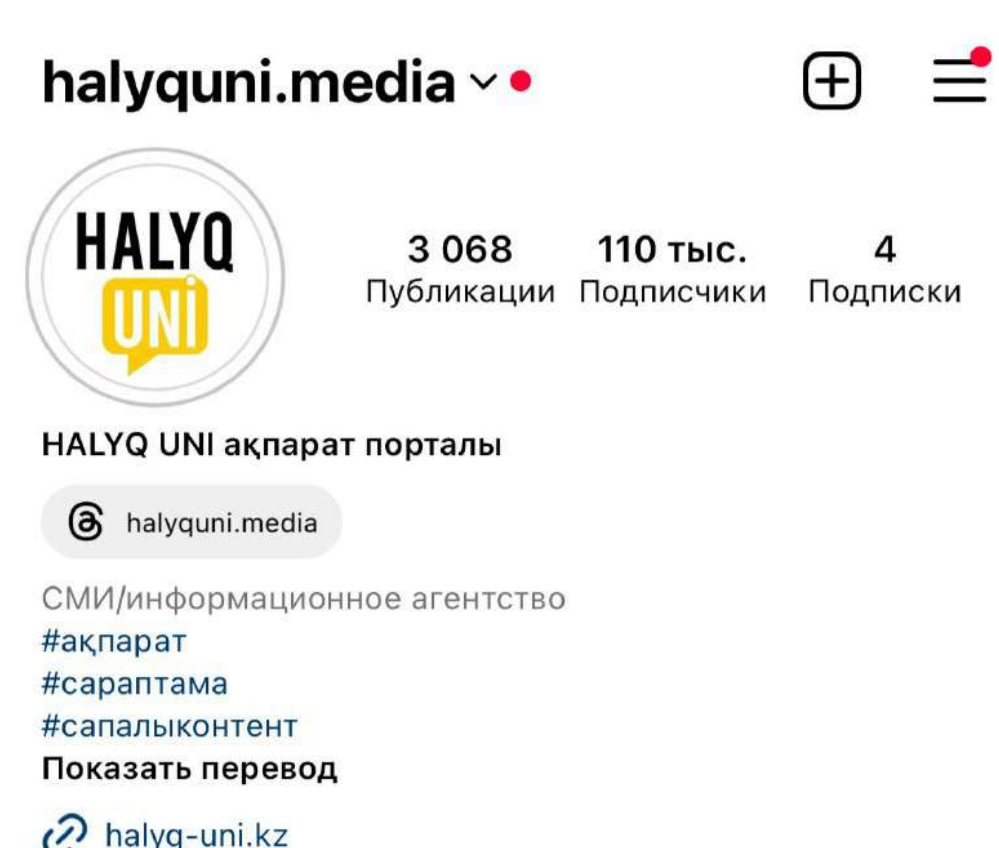 halyquni.media
HALYQ
UNi
3 068 110 тыс. 4
Публикации Подписчики Подписки
HALYQ UNI ақпарат порталы
halyquni.media
СМИ/информационное агентство
#ақпарат
#сараптама
#сапалыконтент
Показать перевод
halyq-uni.kz